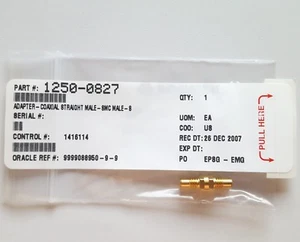 PART #: 1250-0827
ADAPTER-COAXIAL STRAIGHT MALE-SMC MALE-S
QTY: 1
SERIAL #:
UOM: EA
COO: US
CONTROL #: 1416114
REC DT: 26 DEC 2007
EXP DT:
ORACLE REF #: 9999088950-9-9
PO EPSG-EMG
PULL HERE